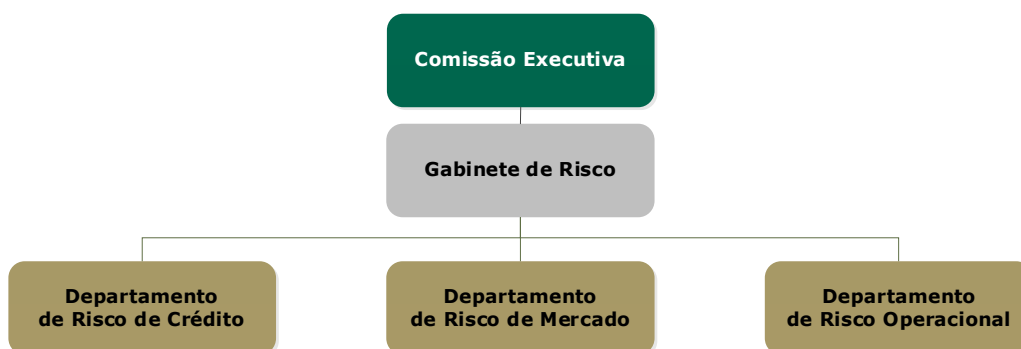 Comissão Executiva
Gabinete de Risco
Departamento
de Risco de Crédito
Departamento
de Risco de Mercado
Departamento
de Risco Operacional